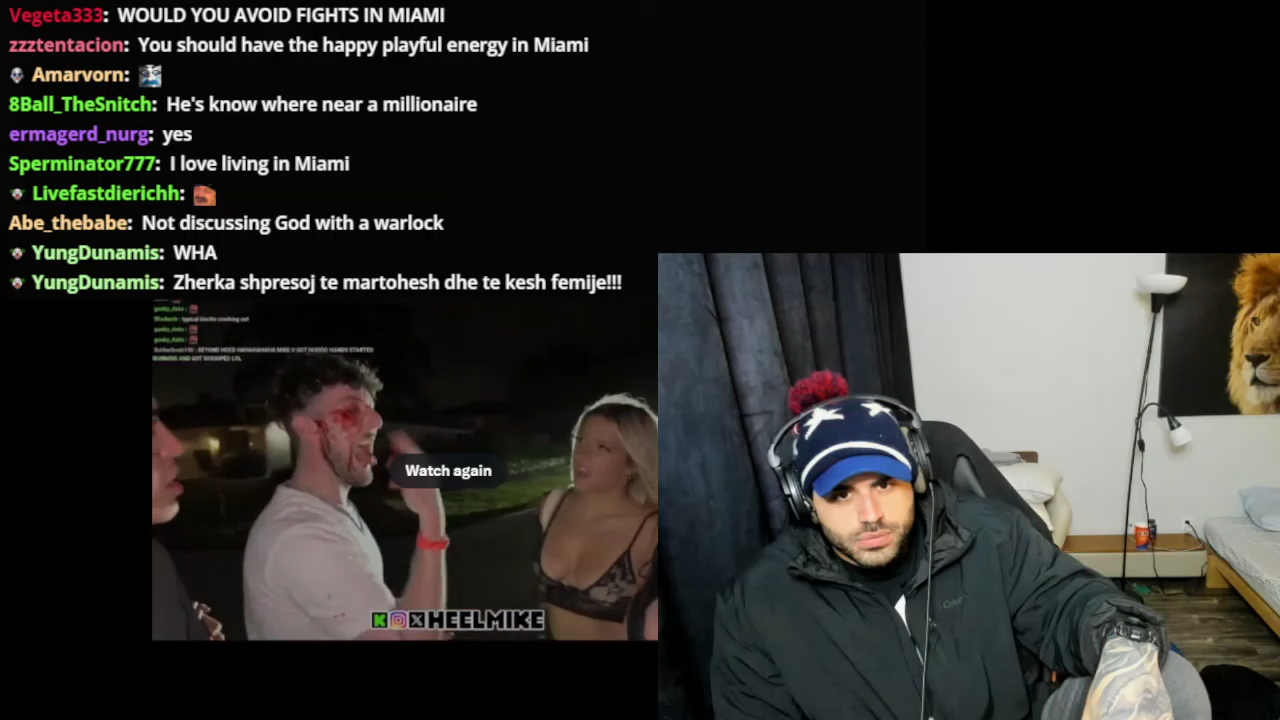 Vegeta333: WOULD YOU AVOID FIGHTS IN MIAMI
zzztentacion: You should have the happy playful energy in Miami
Amarvorn:
8Ball_TheSnitch: He's know where near a millionaire
ermagerd_nurg: yes
Sperminator777: I love living in Miami
Livefastdierichh:
Abe_thebabe: Not discussing God with a warlock
YungDunamis: WHA
YungDunamis: Zherka shpresoj te martohesh dhe te kesh femije!!!
Watch again
K X HEELMIKE